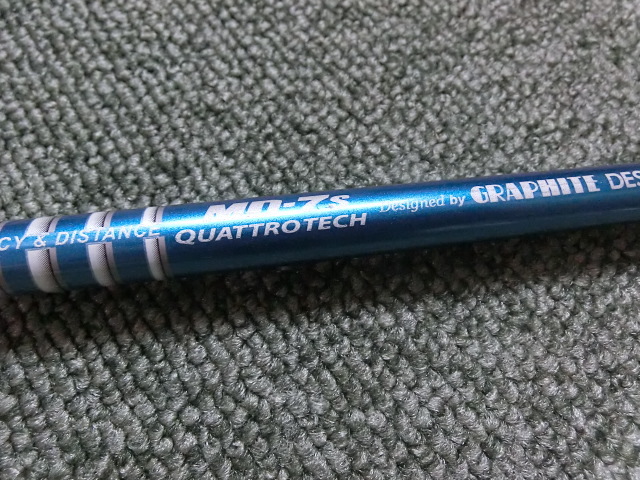 CY & DISTANCE
MD-7s
QUATTROTECH
Designed by GRAPHITE DES